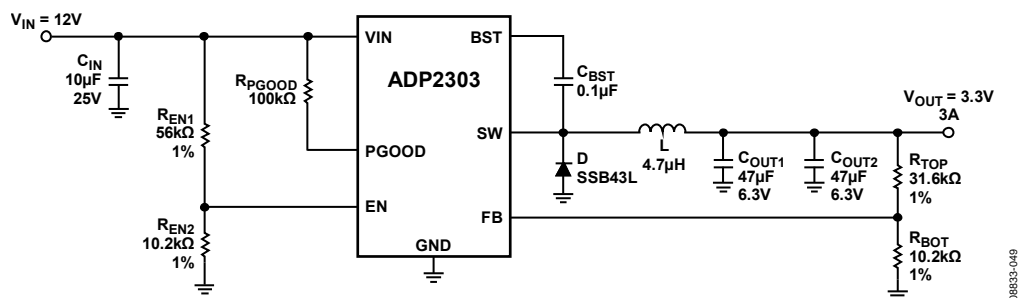 VIN = 12V
CIN
10µF
25V
REN1
56kΩ
1%
REN2
10.2kΩ
1%
RPGOOD
100kΩ
VIN
BST
ADP2303
SW
PGOOD
EN
FB
GND
CBST
0.1µF
D
SSB43L
L
4.7µH
COUT1
47µF
6.3V
COUT2
47µF
6.3V
VOUT = 3.3V
3A
RTOP
31.6kΩ
1%
RBOT
10.2kΩ
1%
08833-049